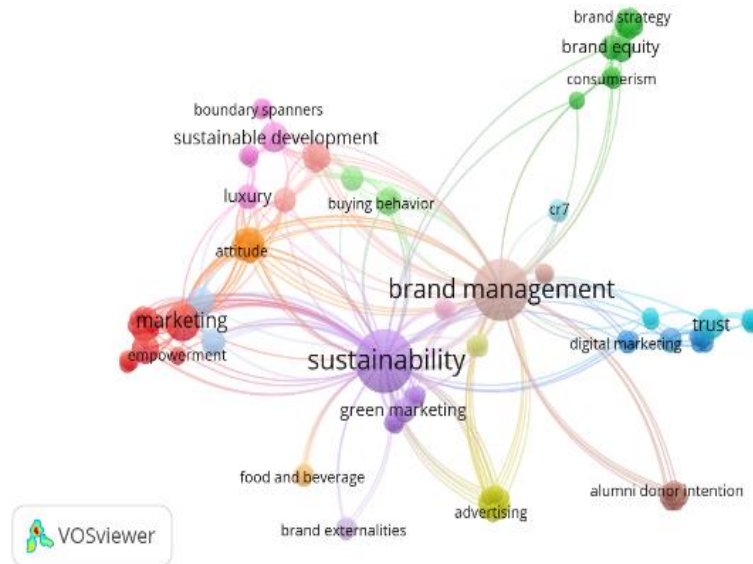 brand strategy
brand equity
consumerism
boundary spanners
sustainable development
luxury
buying behavior
cr7
attitude
brand management
marketing
trust
empowerment
digital marketing
sustainability
green marketing
food and beverage
alumni donor intention
advertising
brand externalities
VOSviewer